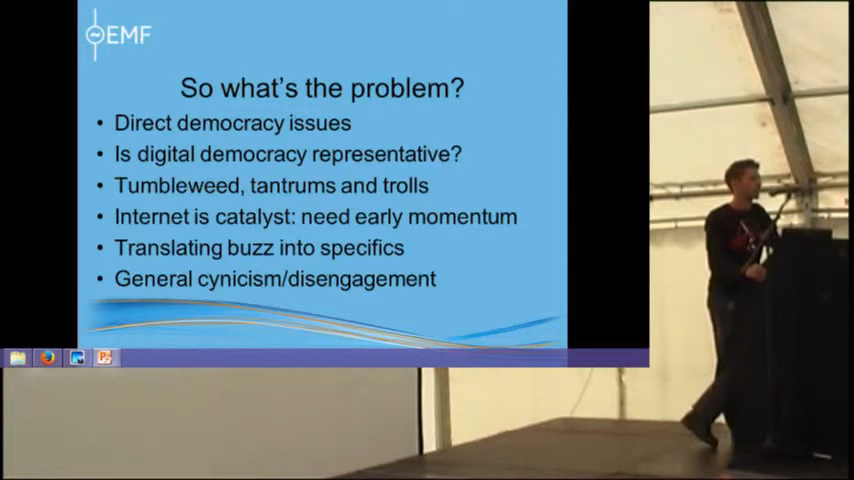 EMF
So what's the problem?
• Direct democracy issues
• Is digital democracy representative?
• Tumbleweed, tantrums and trolls
• Internet is catalyst: need early momentum
• Translating buzz into specifics
• General cynicism/disengagement